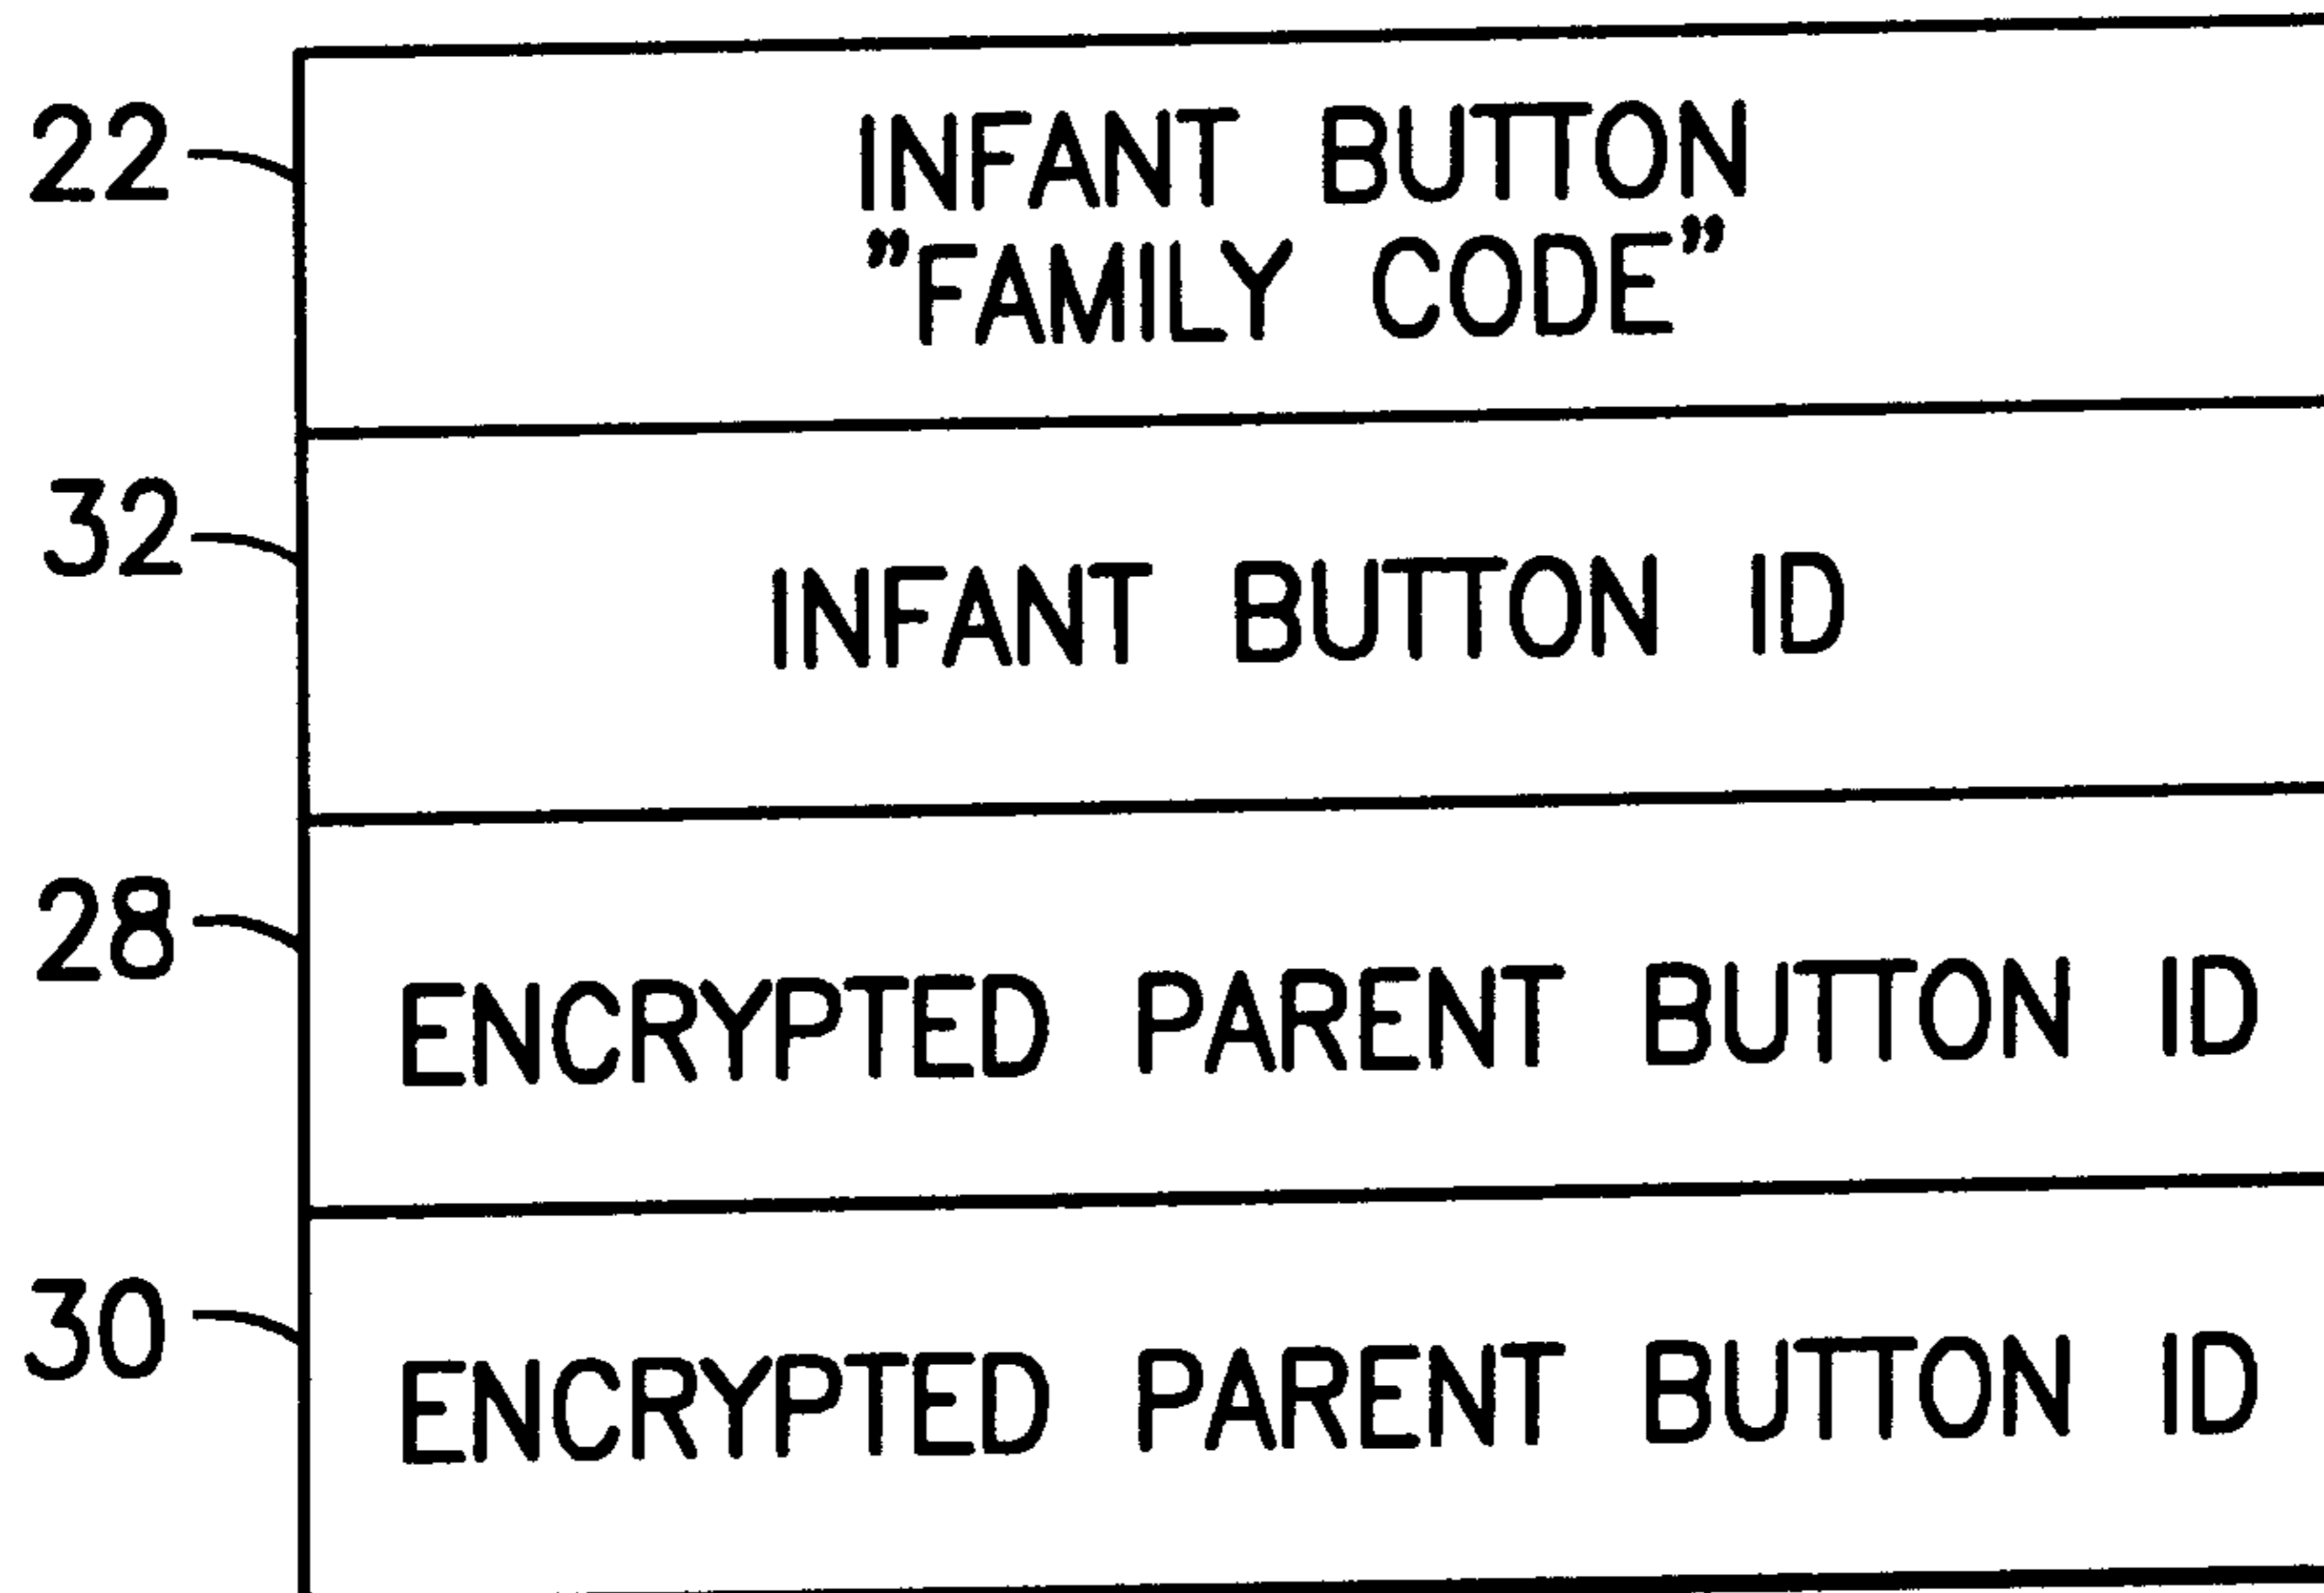 22
INFANT BUTTON
”FAMILY CODE”
32
INFANT BUTTON ID
28
ENCRYPTED PARENT BUTTON ID
30
ENCRYPTED PARENT BUTTON ID